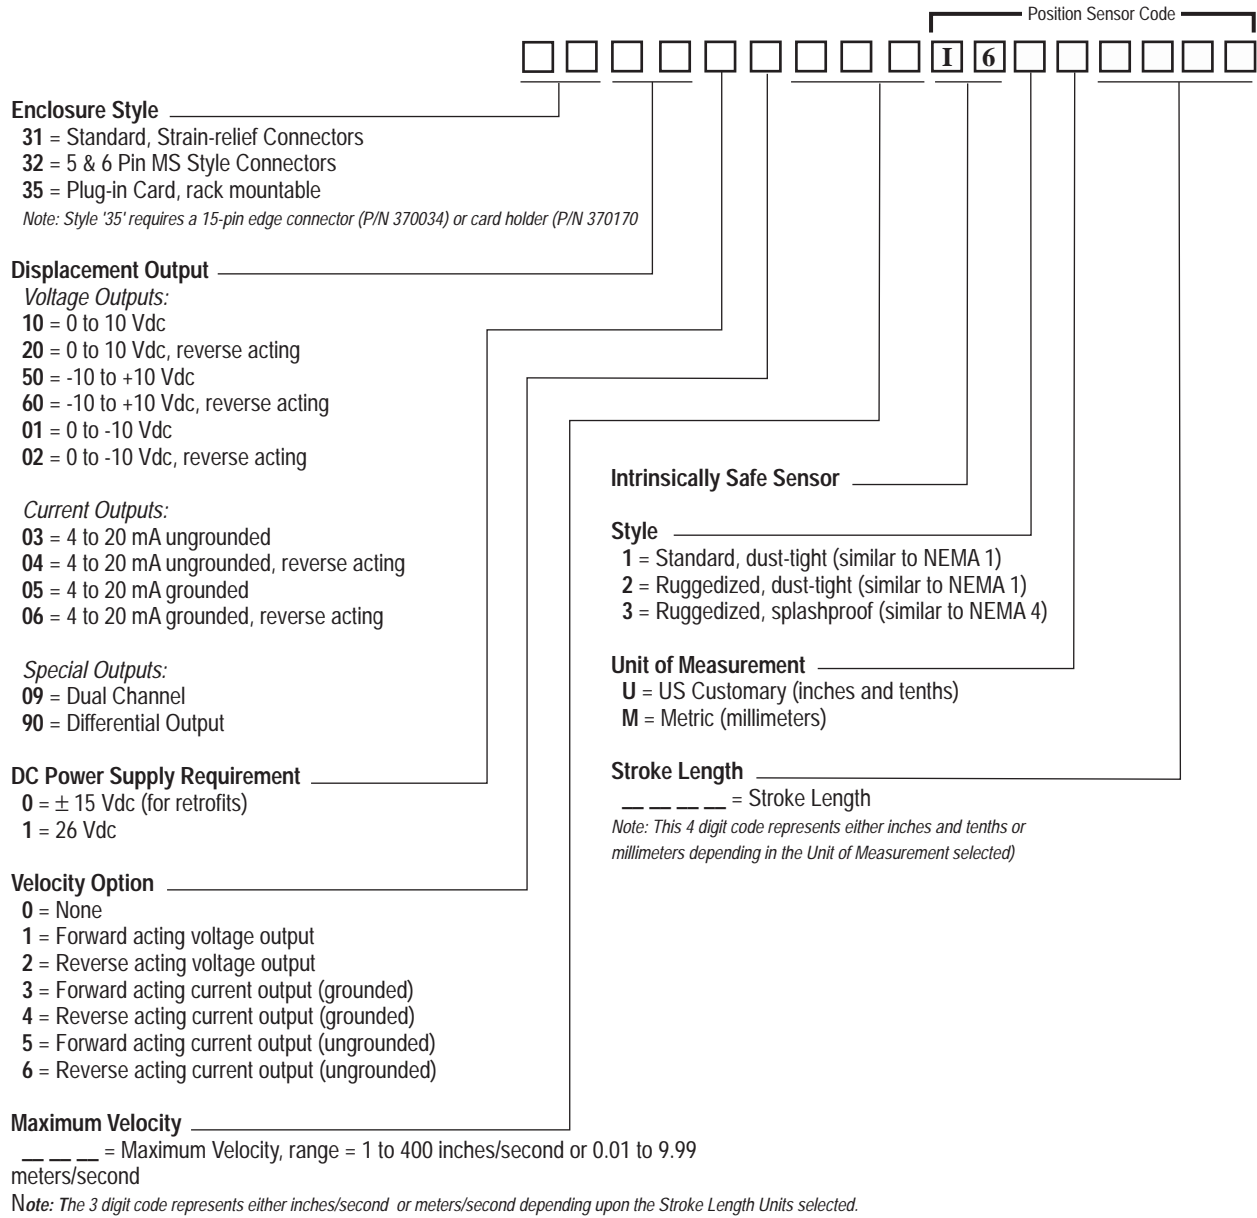 Position Sensor Code
I 6
Enclosure Style
31 = Standard, Strain-relief Connectors
32 = 5 & 6 Pin MS Style Connectors
35 = Plug-in Card, rack mountable
Note: Style '35' requires a 15-pin edge connector (P/N 370034) or card holder (P/N 370170
Displacement Output
Voltage Outputs:
10 = 0 to 10 Vdc
20 = 0 to 10 Vdc, reverse acting
50 = -10 to +10 Vdc
60 = -10 to +10 Vdc, reverse acting
01 = 0 to -10 Vdc
02 = 0 to -10 Vdc, reverse acting
Current Outputs:
03 = 4 to 20 mA ungrounded
04 = 4 to 20 mA ungrounded, reverse acting
05 = 4 to 20 mA grounded
06 = 4 to 20 mA grounded, reverse acting
Special Outputs:
09 = Dual Channel
90 = Differential Output
DC Power Supply Requirement
0 = ± 15 Vdc (for retrofits)
1 = 26 Vdc
Velocity Option
0 = None
1 = Forward acting voltage output
2 = Reverse acting voltage output
3 = Forward acting current output (grounded)
4 = Reverse acting current output (grounded)
5 = Forward acting current output (ungrounded)
6 = Reverse acting current output (ungrounded)
Maximum Velocity
__ __ __ = Maximum Velocity, range = 1 to 400 inches/second or 0.01 to 9.99
meters/second
Note: The 3 digit code represents either inches/second or meters/second depending upon the Stroke Length Units selected.
Intrinsically Safe Sensor
Style
1 = Standard, dust-tight (similar to NEMA 1)
2 = Ruggedized, dust-tight (similar to NEMA 1)
3 = Ruggedized, splashproof (similar to NEMA 4)
Unit of Measurement
U = US Customary (inches and tenths)
M = Metric (millimeters)
Stroke Length
__ __ __ __ = Stroke Length
Note: This 4 digit code represents either inches and tenths or
millimeters depending in the Unit of Measurement selected)